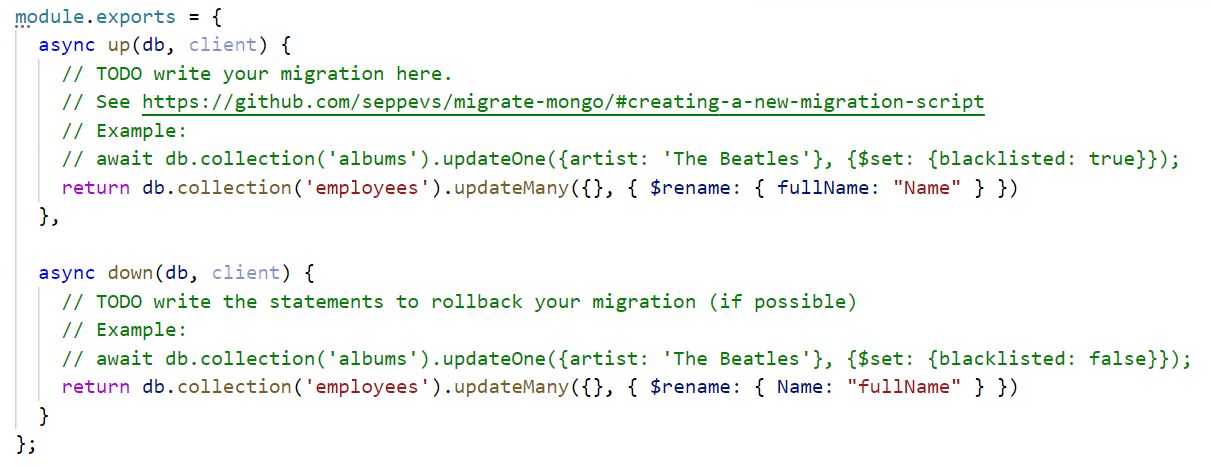 module.exports = {
async up(db, client) {
// TODO write your migration here.
// See https://github.com/seppevs/migrate-mongo/#creating-a-new-migration-script
// Example:
// await db.collection('albums').updateOne({artist: 'The Beatles'}, {$set: {blacklisted: true}});
return db.collection('employees').updateMany({}, { $rename: { fullName: "Name" } })
},
async down(db, client) {
// TODO write the statements to rollback your migration (if possible)
// Example:
// await db.collection('albums').updateOne({artist: 'The Beatles'}, {$set: {blacklisted: false}});
return db.collection('employees').updateMany({}, { $rename: { Name: "fullName" } })
}
};